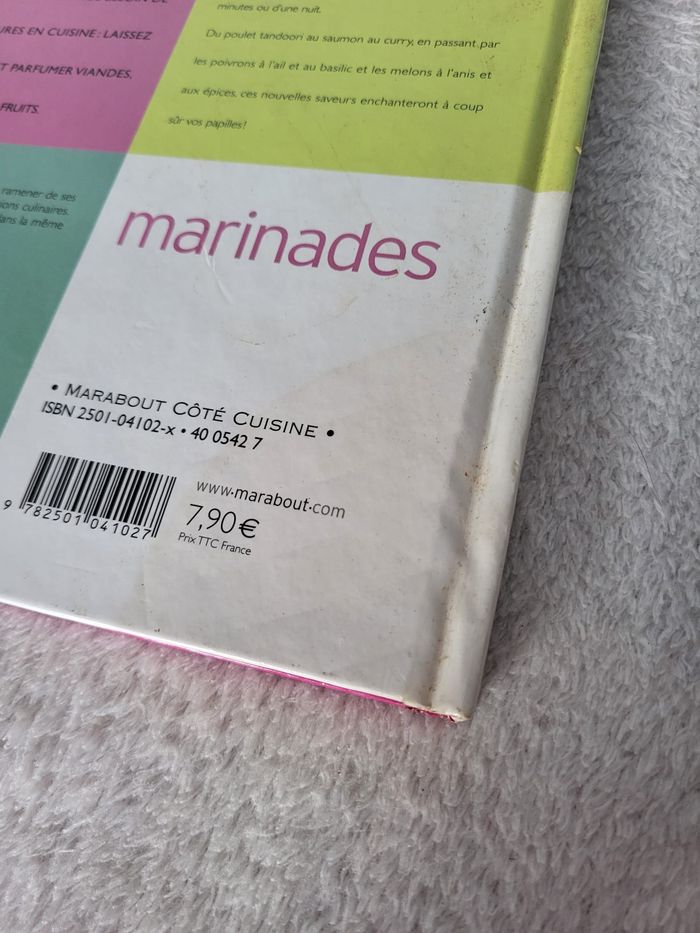 URES EN CUISINE : LAISSEZ
T PARFUMER VIANDES,
FRUITS.
minutes ou d'une nuit.
Du poulet tandoori au saumon au curry, en passant par
les poivrons à l'ail et au basilic et les melons à l'anis et
aux épices, ces nouvelles saveurs enchanteront à coup
sûr vos papilles!
ramener de ses
ions culinaires.
dans la même
marinades
• MARABOUT CÔTÉ CUISINE •
ISBN 2501-04102-x • 40 0542 7
9 782501 041027
www.marabout.com
7,90 €
Prix TTC France